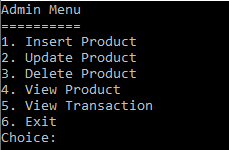 Admin Menu
==========
1. Insert Product
2. Update Product
3. Delete Product
4. View Product
5. View Transaction
6. Exit
Choice: